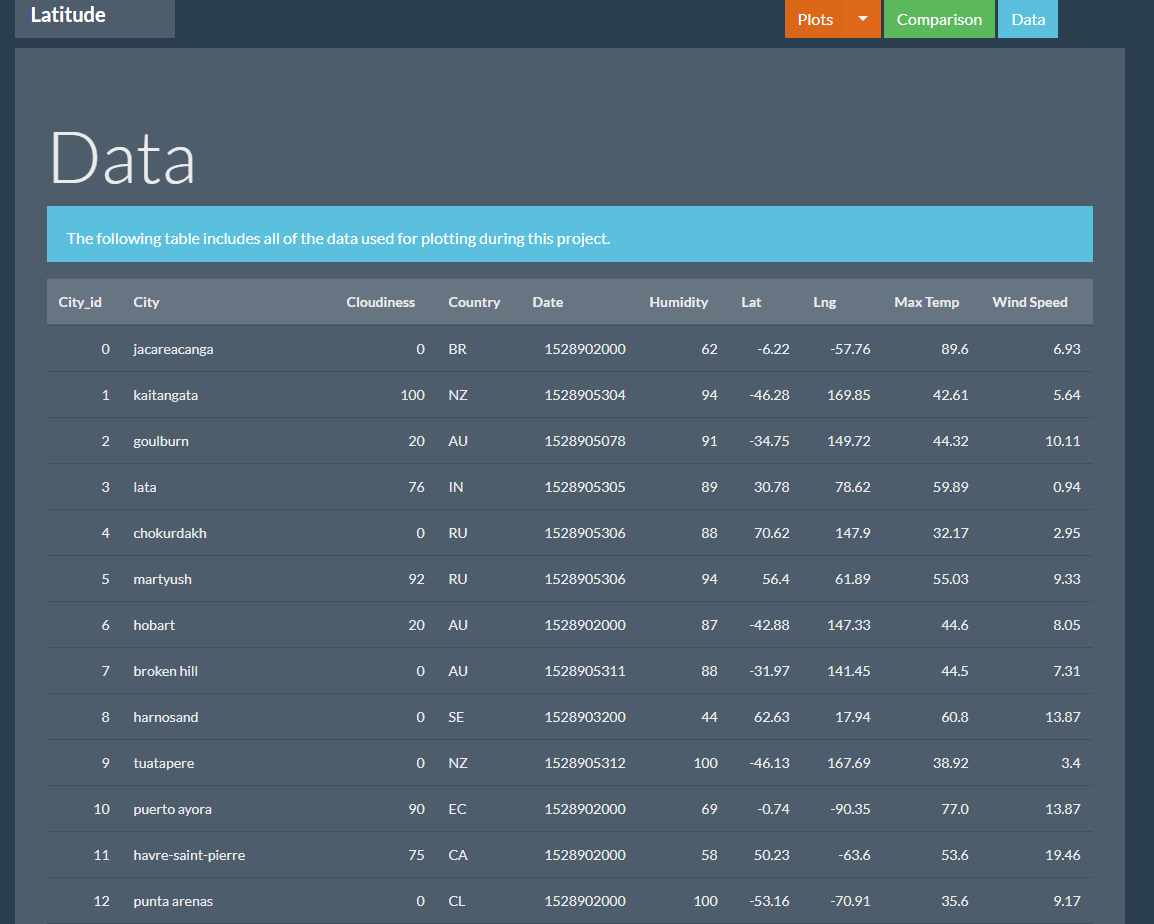 Latitude
Plots Comparison Data
Data
The following table includes all of the data used for plotting during this project.
City_id City Cloudiness Country Date Humidity Lat Lng Max Temp Wind Speed
0 jacareacanga 0 BR 1528902000 62 -6.22 -57.76 89.6 6.93
1 kaitangata 100 NZ 1528905304 94 -46.28 169.85 42.61 5.64
2 goulburn 20 AU 1528905078 91 -34.75 149.72 44.32 10.11
3 lata 76 IN 1528905305 89 30.78 78.62 59.89 0.94
4 chokurdakh 0 RU 1528905306 88 70.62 147.9 32.17 2.95
5 martyush 92 RU 1528905306 94 56.4 61.89 55.03 9.33
6 hobart 20 AU 1528902000 87 -42.88 147.33 44.6 8.05
7 broken hill 0 AU 1528905311 88 -31.97 141.45 44.5 7.31
8 harnosand 0 SE 1528903200 44 62.63 17.94 60.8 13.87
9 tuatapere 0 NZ 1528905312 100 -46.13 167.69 38.92 3.4
10 puerto ayora 90 EC 1528902000 69 -0.74 -90.35 77.0 13.87
11 havre-saint-pierre 75 CA 1528902000 58 50.23 -63.6 53.6 19.46
12 punta arenas 0 CL 1528902000 100 -53.16 -70.91 35.6 9.17